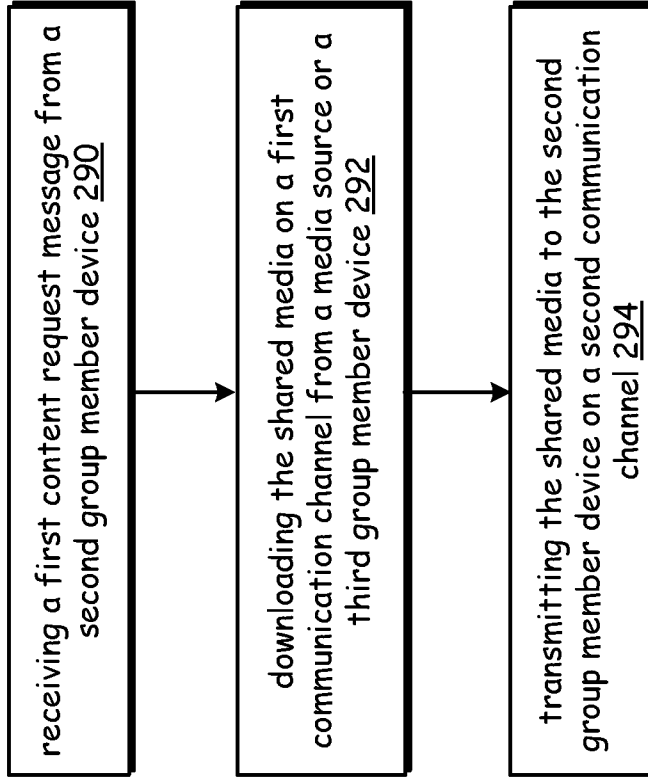 receiving a first content request message from a
second group member device 290
downloading the shared media on a first
communication channel from a media source or a
third group member device 292
transmitting the shared media to the second
group member device on a second communication
channel 294